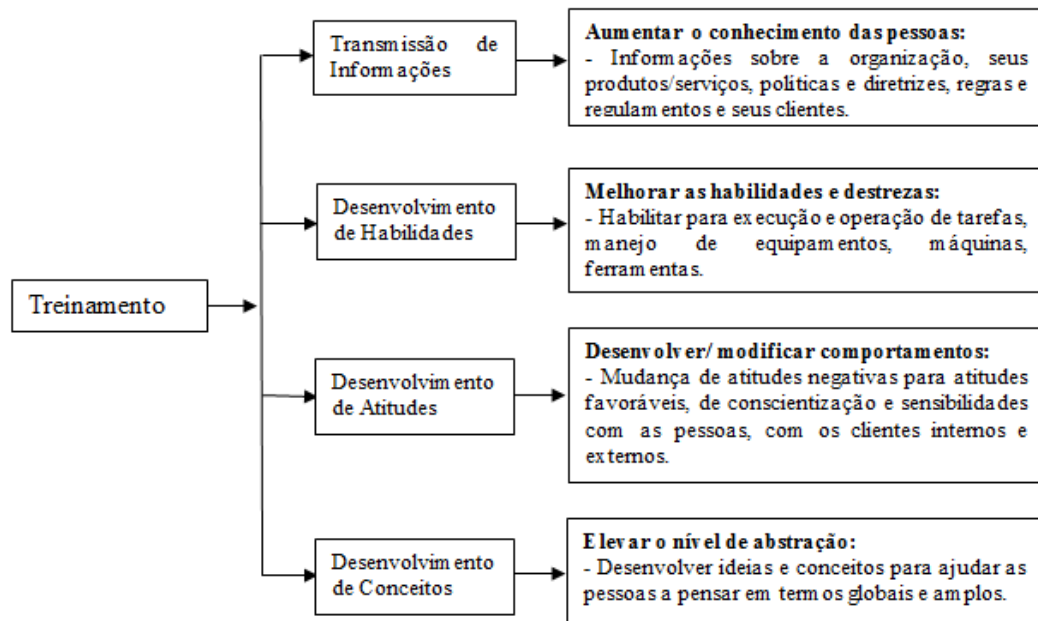 Treinamento
Transmissão de
Informações
Aumentar o conhecimento das pessoas:
- Informações sobre a organização, seus
produtos/serviços, políticas e diretrizes, regras e
regulamentos e seus clientes.
Desenvolvimento
de Habilidades
Melhorar as habilidades e destrezas:
- Habilitar para execução e operação de tarefas,
manejo de equipamentos, máquinas,
ferramentas.
Desenvolvimento
de Atitudes
Desenvolver/ modificar comportamentos:
- Mudança de atitudes negativas para atitudes
favoráveis, de conscientização e sensibilidades
com as pessoas, com os clientes internos e
externos.
Desenvolvimento
de Conceitos
Elevar o nível de abstração:
- Desenvolver ideias e conceitos para ajudar as
pessoas a pensar em termos globais e amplos.